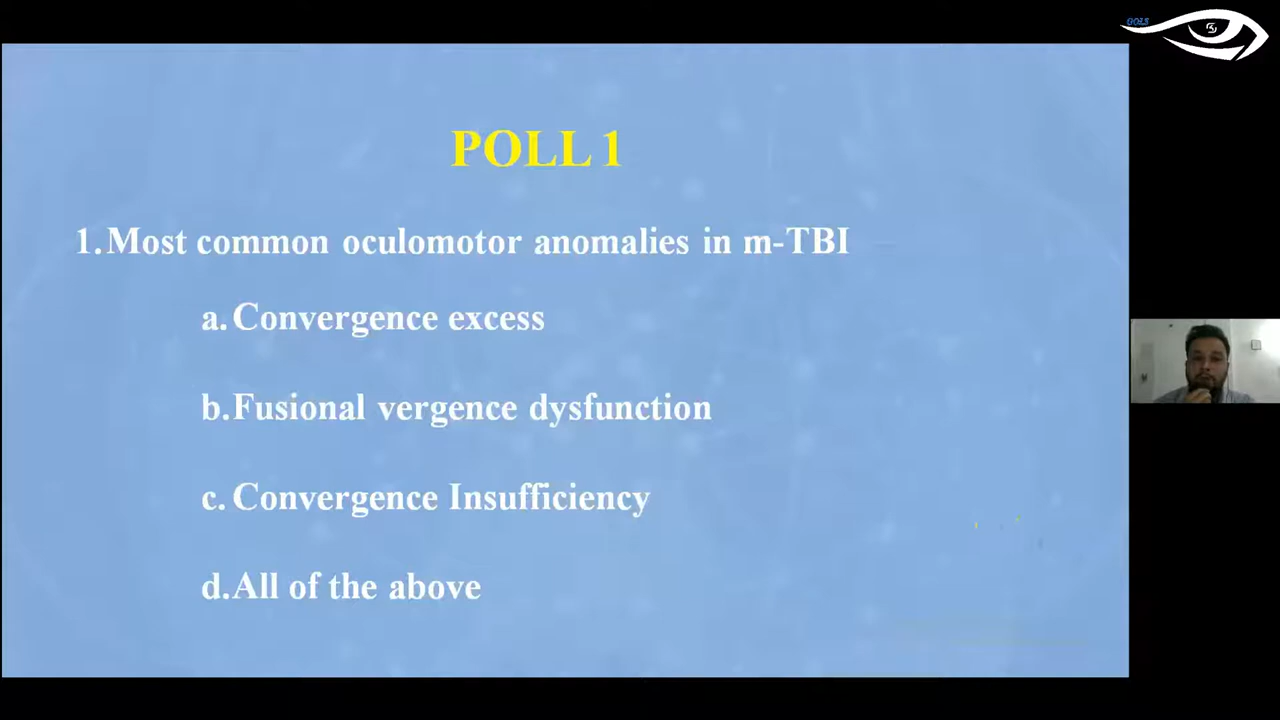 GOLS
POLL 1
1. Most common oculomotor anomalies in m-TBI
a. Convergence excess
b. Fusional vergence dysfunction
c. Convergence Insufficiency
d. All of the above